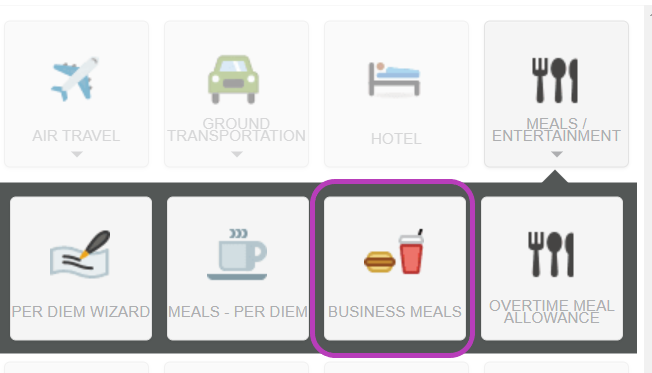 AIR TRAVEL
GROUND
TRANSPORTATION
HOTEL
MEALS /
ENTERTAINMENT
PER DIEM WIZARD
MEALS - PER DIEM
BUSINESS MEALS
OVERTIME MEAL
ALLOWANCE